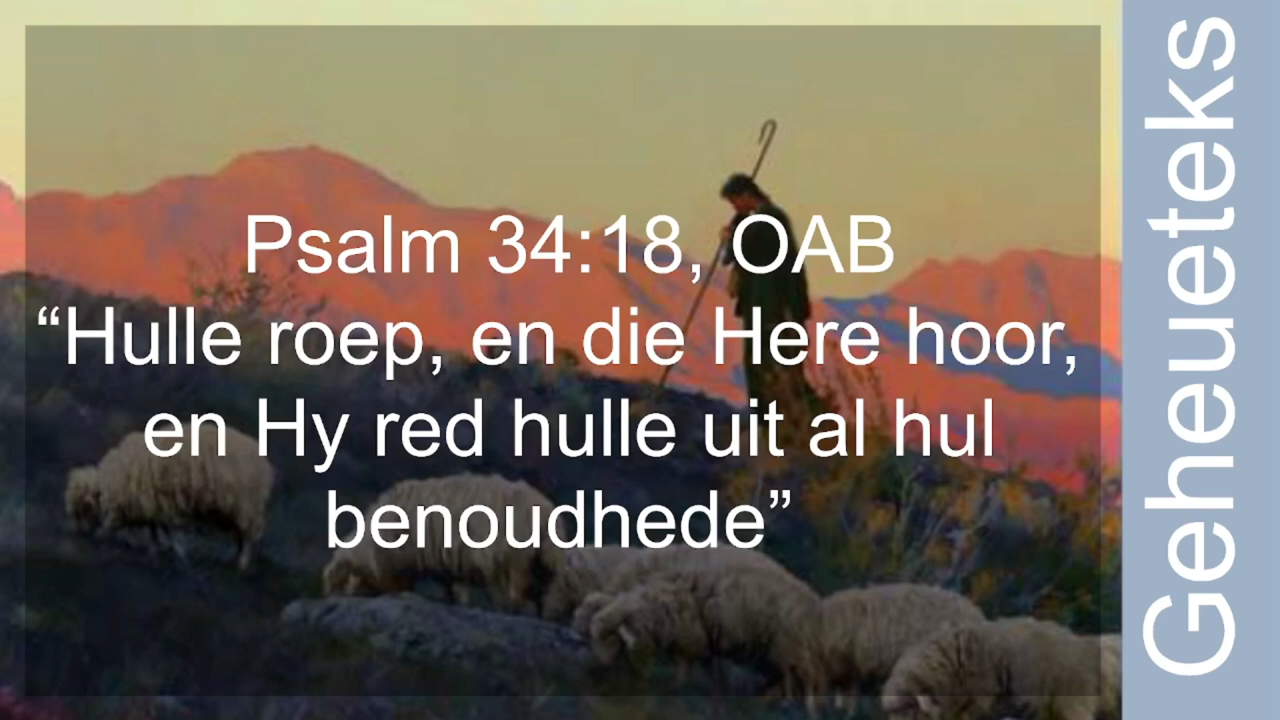 Psalm 34:18, OAB
“Hulle roep, en die Here hoor,
en Hy red hulle uit al hul
benoudhede”
Geheueteks